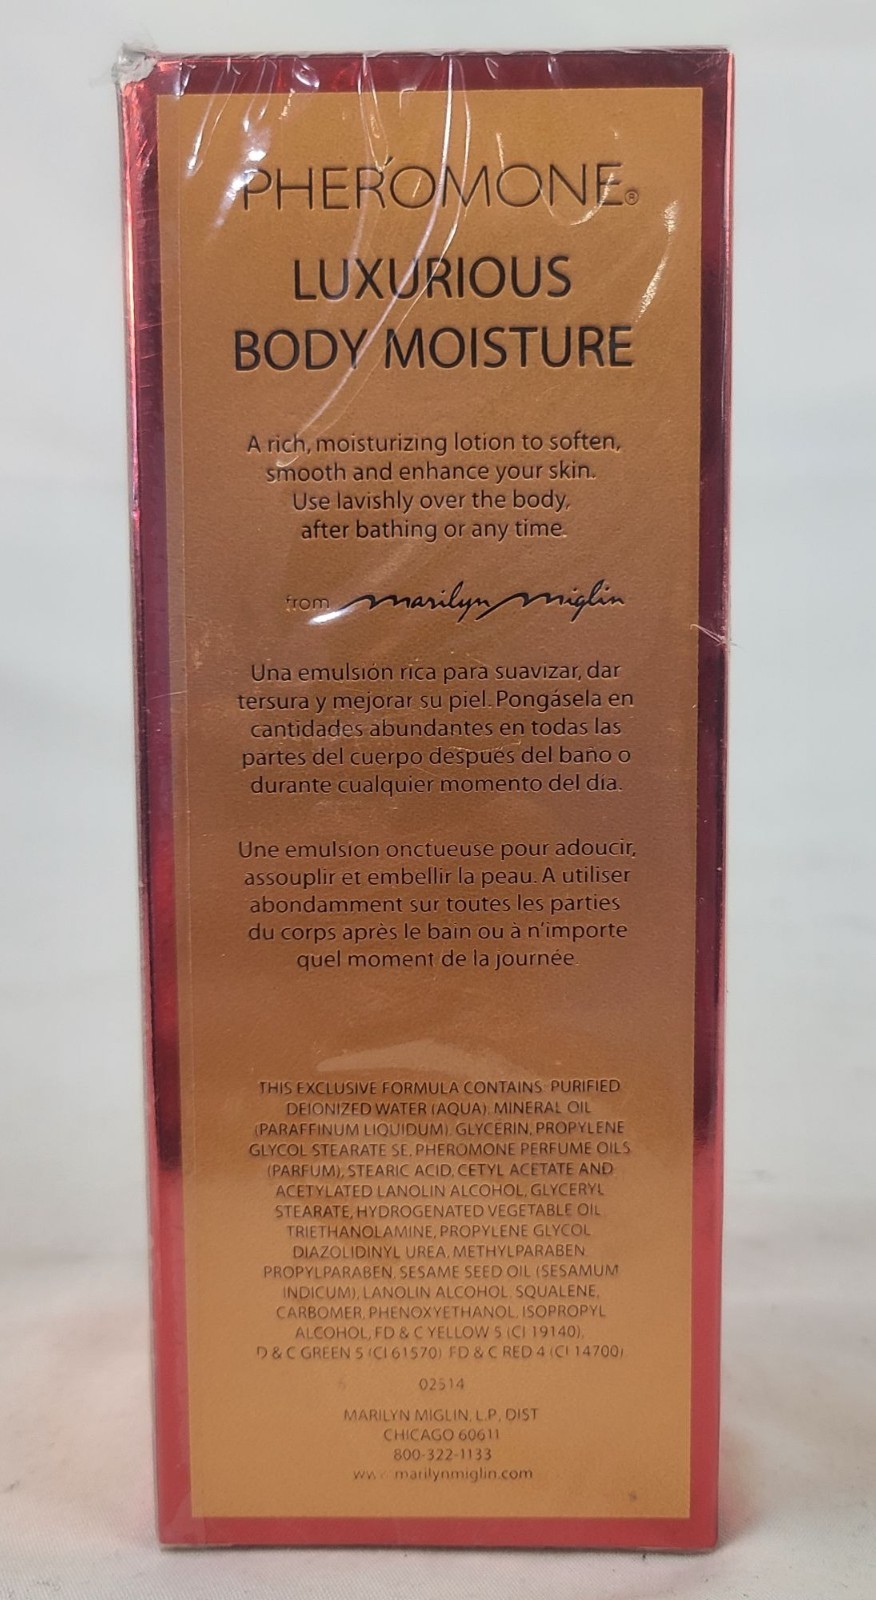 PHER'OMONE®
LUXURIOUS
BODY MOISTURE
A rich, moisturizing lotion to soften,
smooth and enhance your skin.
Use lavishly over the body,
after bathing or any time.
from marilyn miglin
Una emulsión rica para suavizar, dar
tersura y mejorar su piel. Pongásela en
cantidades abundantes en todas las
partes del cuerpo después del baño o
durante cualquier momento del día.
Une emulsion onctueuse pour adoucir,
assouplir et embellir la peau. A utiliser
abondamment sur toutes les parties
du corps après le bain ou à n'importe
quel moment de la journée.
THIS EXCLUSIVE FORMULA CONTAINS: PURIFIED
DEIONIZED WATER (AQUA), MINERAL OIL
(PARAFFINUM LIQUIDUM), GLYCERIN, PROPYLENE
GLYCOL STEARATE SE, PHEROMONE PERFUME OILS
(PARFUM), STEARIC ACID, CETYL ACETATE AND
ACETYLATED LANOLIN ALCOHOL, GLYCERYL
STEARATE, HYDROGENATED VEGETABLE OIL,
TRIETHANOLAMINE, PROPYLENE GLYCOL
DIAZOLIDINYL UREA, METHYLPARABEN
PROPYLPARABEN, SESAME SEED OIL (SESAMUM
INDICUM), LANOLIN ALCOHOL, SQUALENE,
CARBOMER, PHENOXYETHANOL, ISOPROPYL
ALCOHOL, FD & C YELLOW 5 (CI 19140),
D & C GREEN 5 (CI 61570) FD & C RED 4 (CI 14700)
02514
MARILYN MIGLIN, L.P., DIST
CHICAGO 60611
800-322-1133
www.marilynmiglin.com